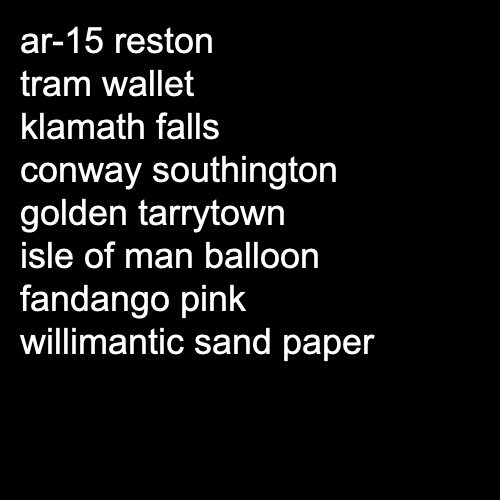 ar-15 reston
tram wallet
klamath falls
conway southington
golden tarrytown
isle of man balloon
fandango pink
willimantic sand paper